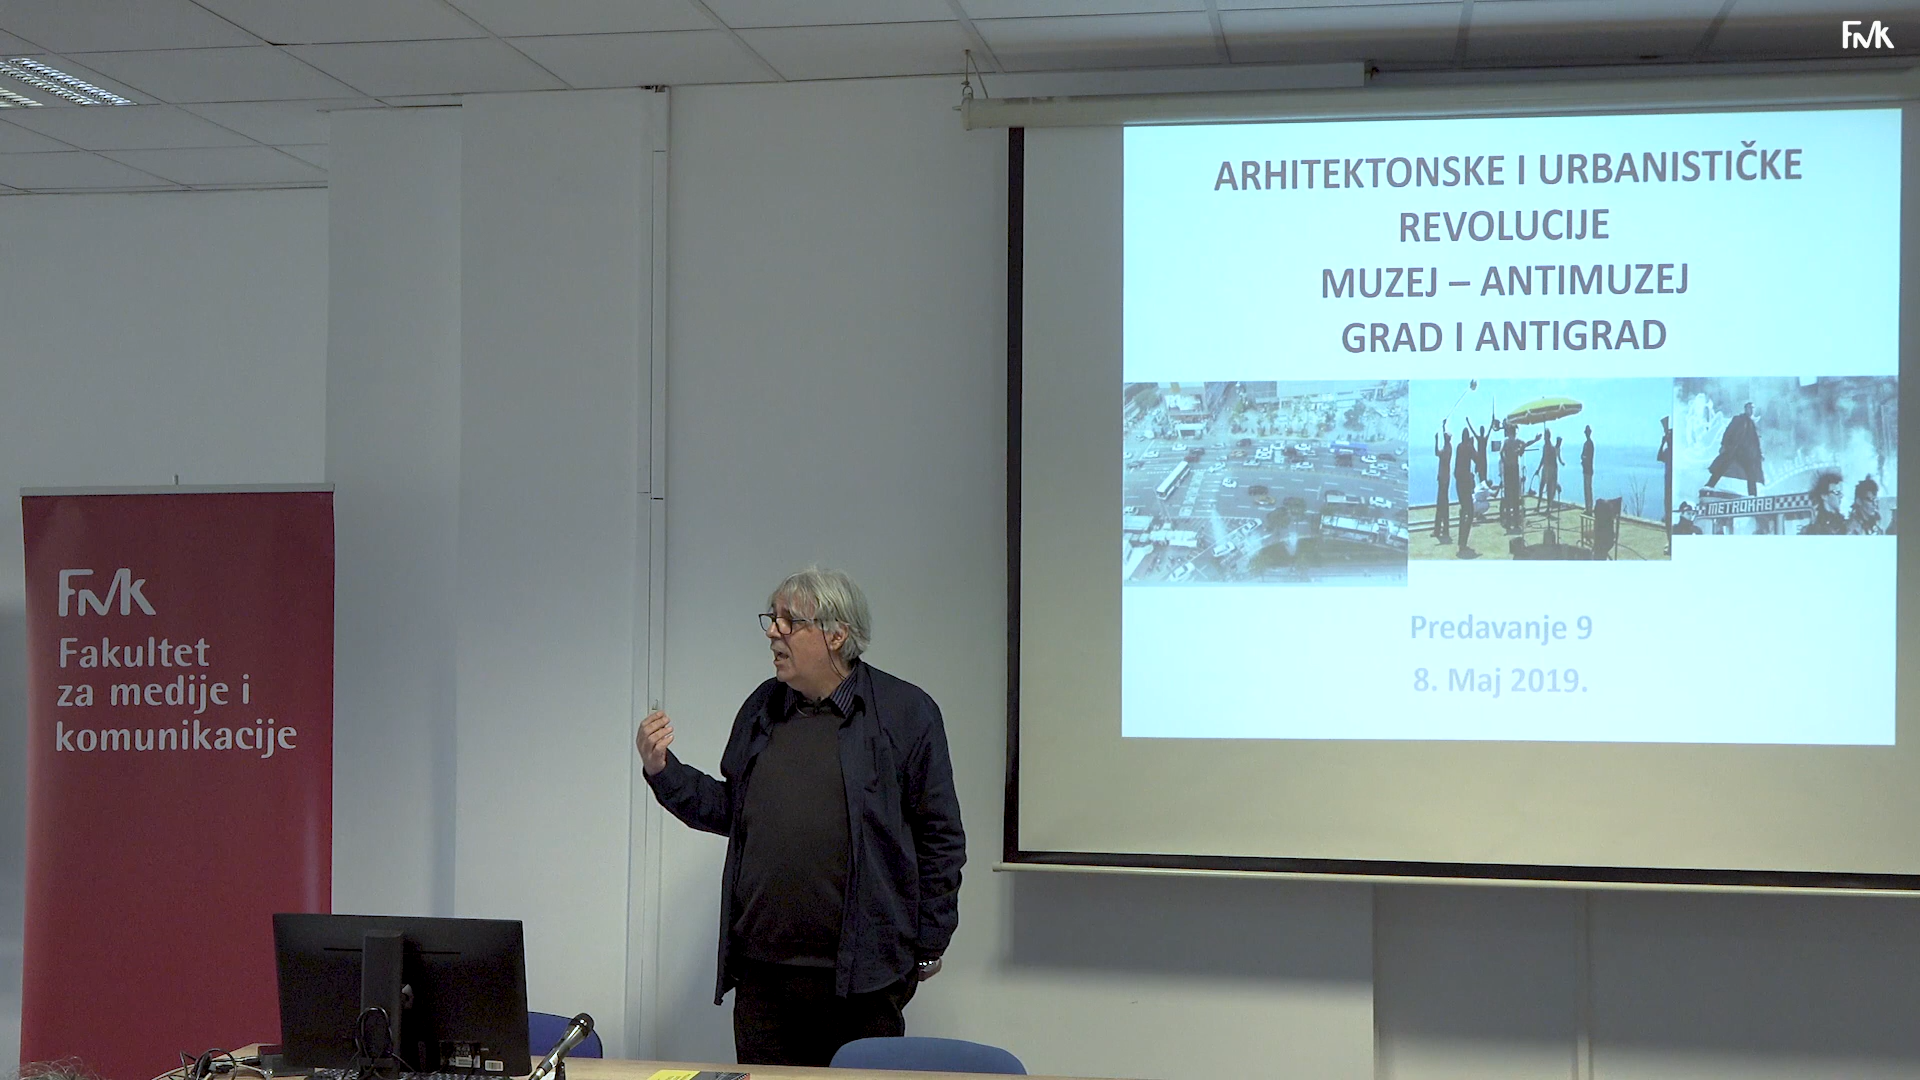 FMK
ARHITEKTONSKE I URBANISTIČKE
REVOLUCIJE
MUZEJ – ANTIMUZEJ
GRAD I ANTIGRAD
METROKAB
Predavanje 9
8. Maj 2019.
FMK
Fakultet
za medije i
komunikacije